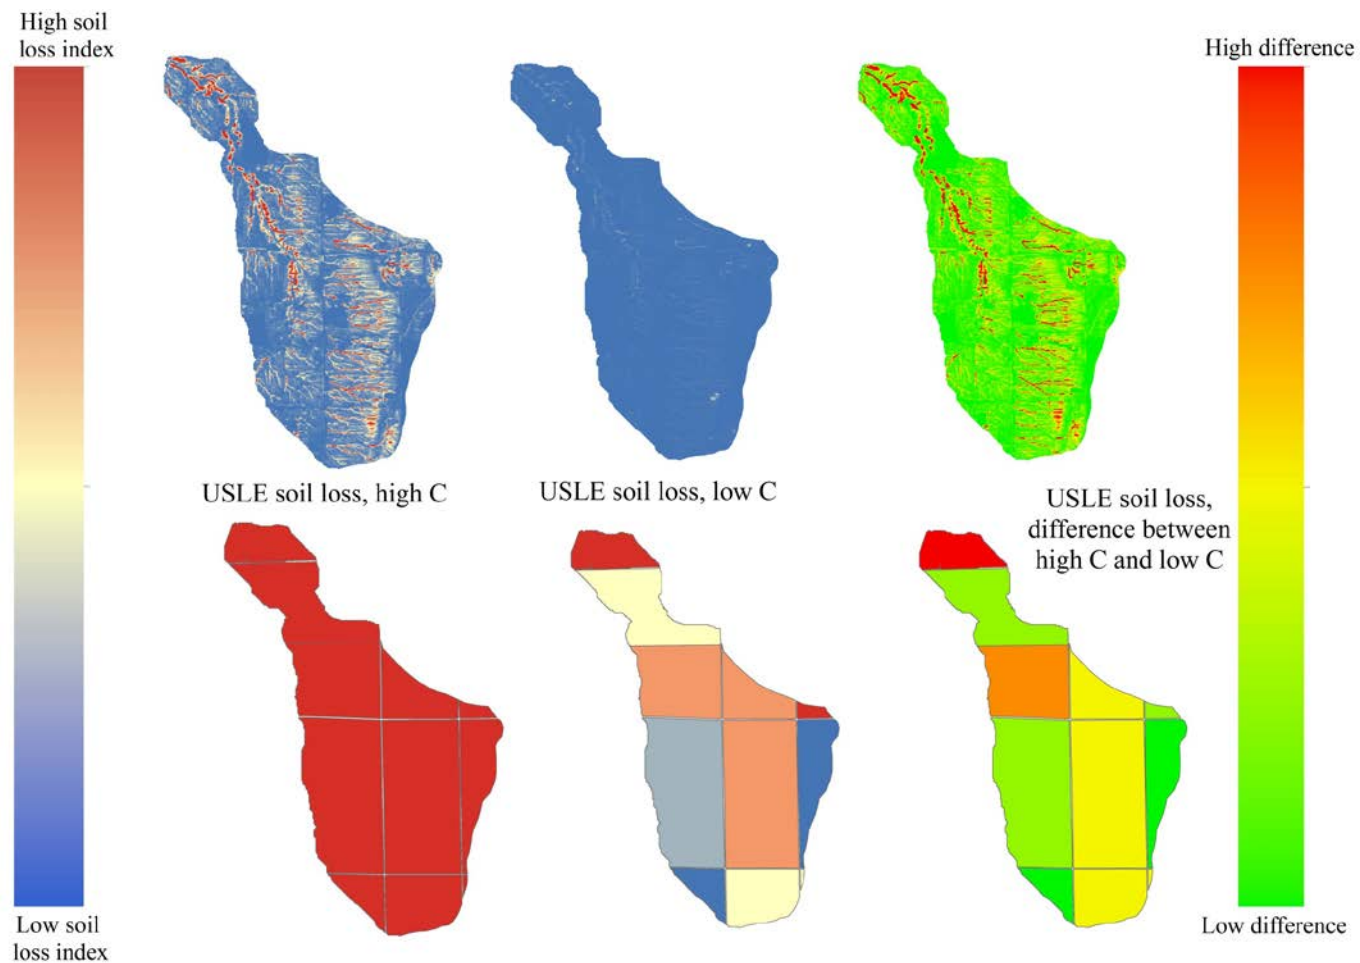 High soil
loss index
High difference
USLE soil loss, high C
USLE soil loss, low C
USLE soil loss,
difference between
high C and low C
Low soil
loss index
Low difference